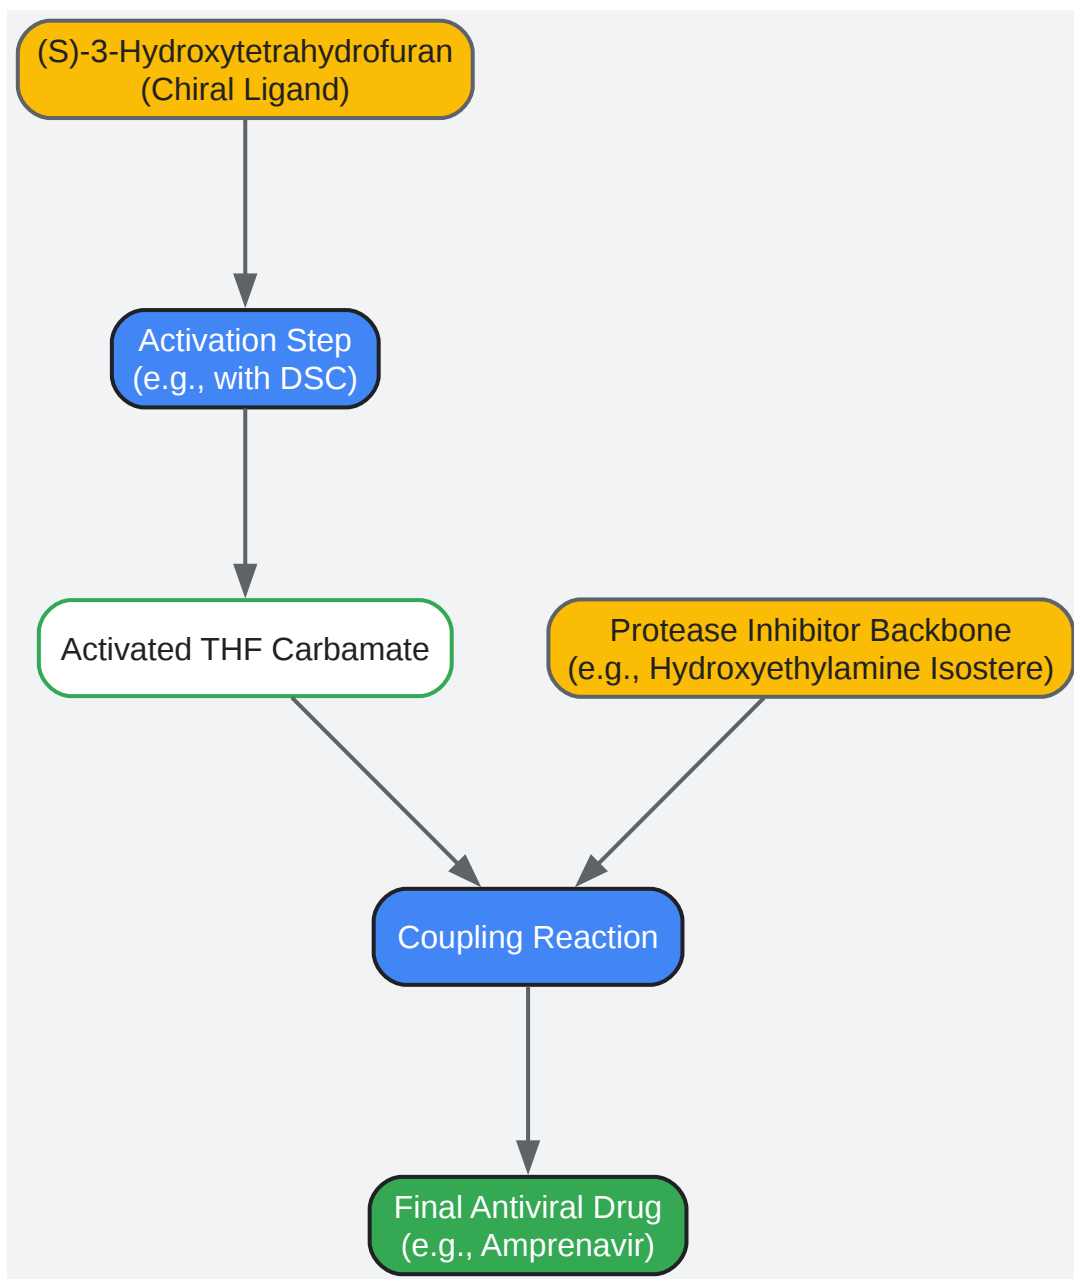 (S)-3-Hydroxytetrahydrofuran
(Chiral Ligand)
Activation Step
(e.g., with DSC)
Activated THF Carbamate
Protease Inhibitor Backbone
(e.g., Hydroxyethylamine Isostere)
Coupling Reaction
Final Antiviral Drug
(e.g., Amprenavir)